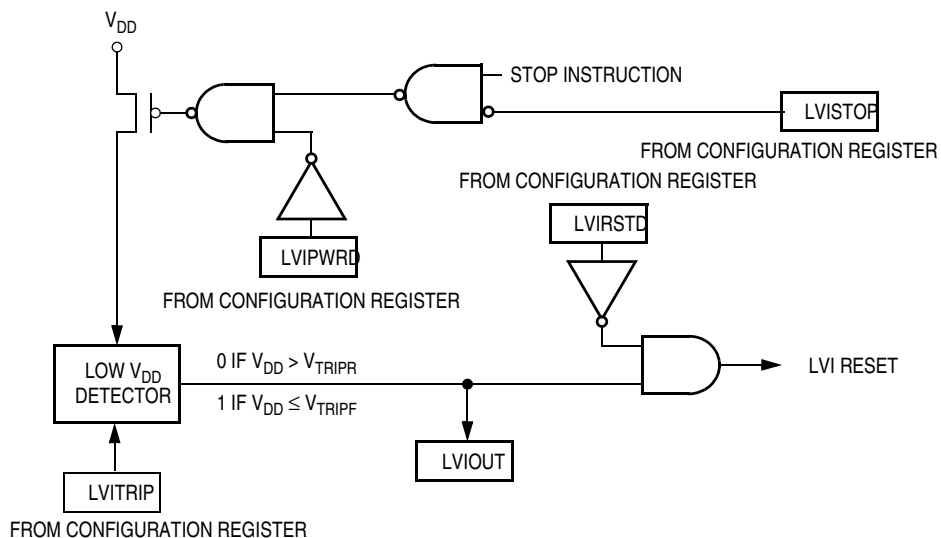 VDD
STOP INSTRUCTION
LVISTOP
FROM CONFIGURATION REGISTER
FROM CONFIGURATION REGISTER
LVIRSTD
LVIPWRD
FROM CONFIGURATION REGISTER
LOW VDD
DETECTOR
0 IF VDD > VTRIPR
1 IF VDD ≤ VTRIPF
LVI RESET
LVIOUT
LVITRIP
FROM CONFIGURATION REGISTER